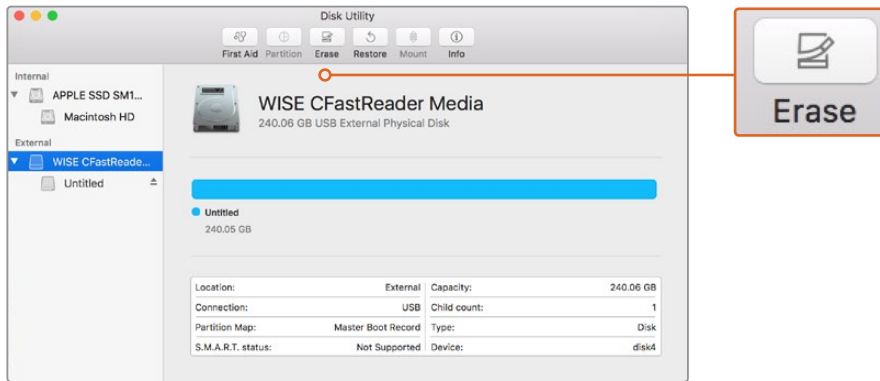 Disk Utility
First Aid Partition Erase Restore Mount Info
Erase
Internal
APPLE SSD SM1...
Macintosh HD
External
WISE CFastReade...
Untitled
WISE CFastReader Media
240.06 GB USB External Physical Disk
Untitled
240.05 GB
Location: External Capacity: 240.06 GB
Connection: USB Child count: 1
Partition Map: Master Boot Record Type: Disk
S.M.A.R.T. status: Not Supported Device: disk4